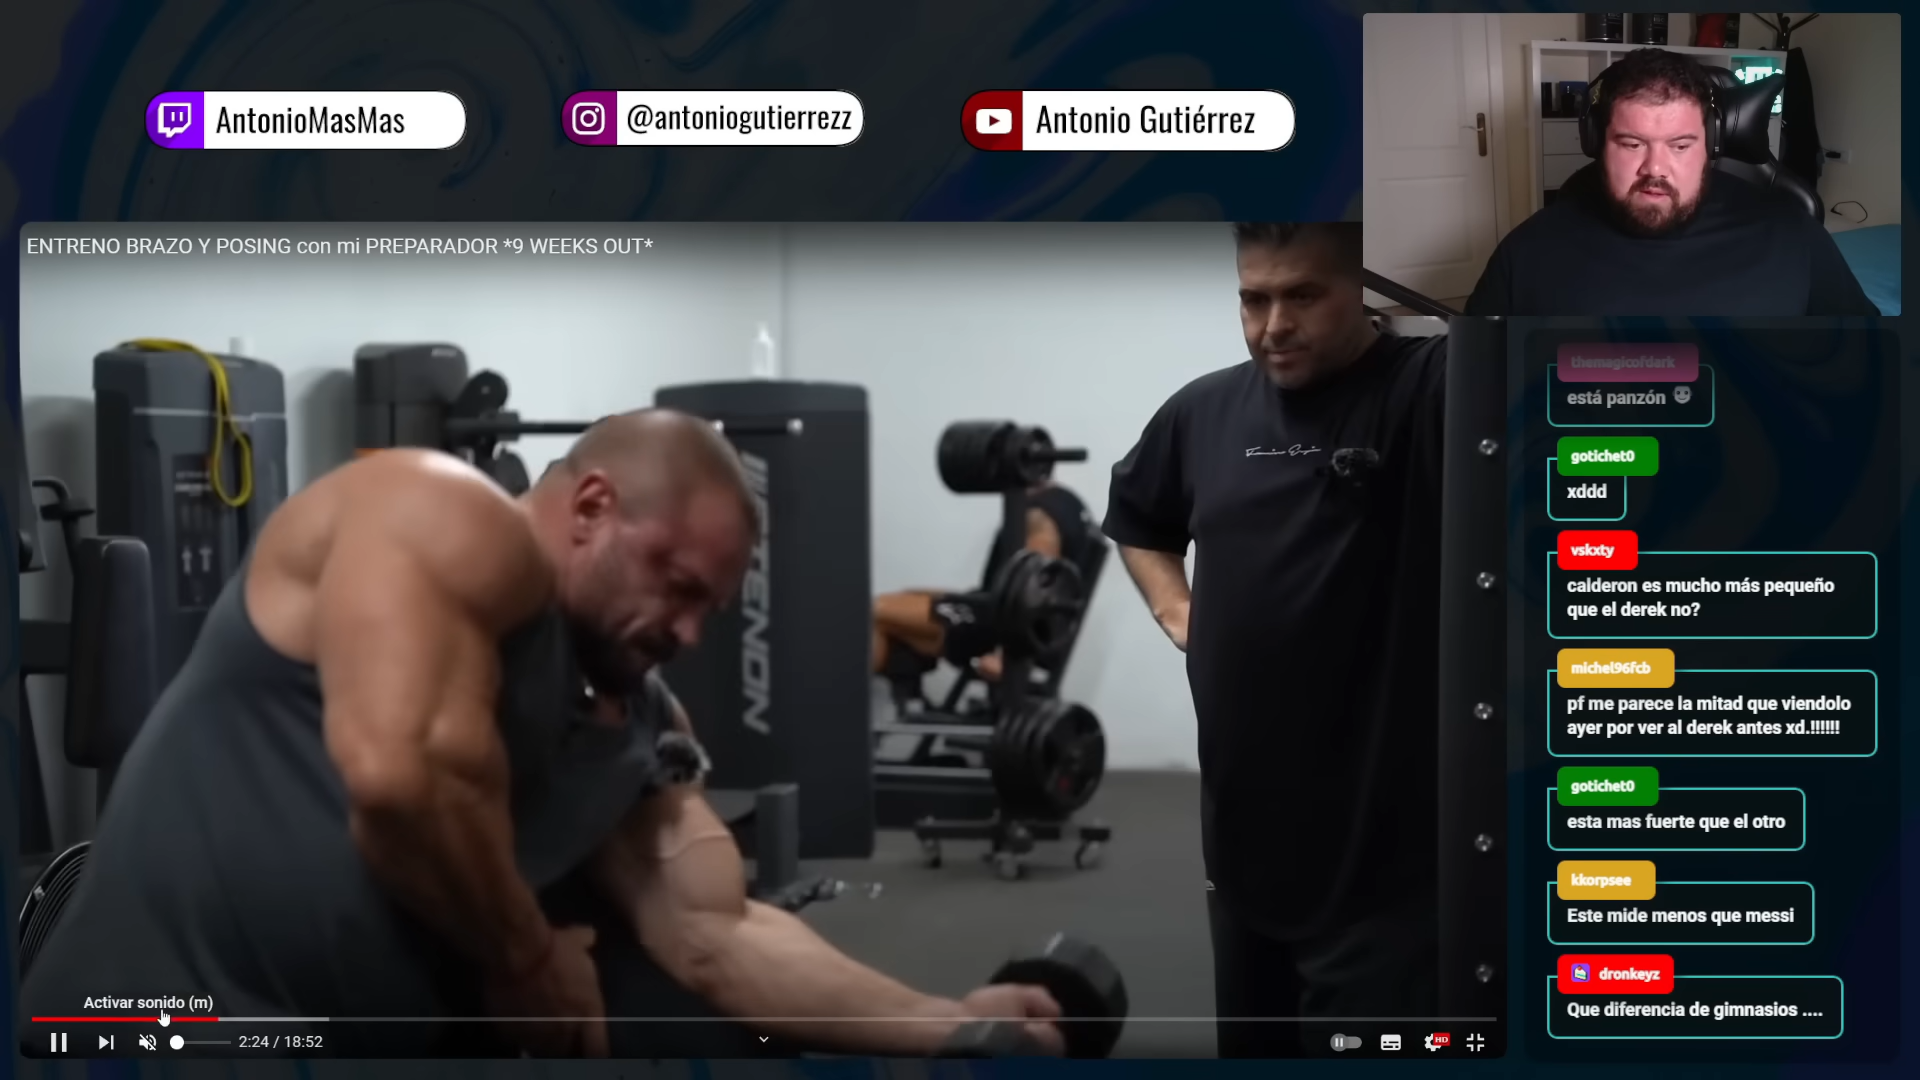 AntonioMasMas
@antoniogutierrezz
Antonio Gutiérrez
ENTRENO BRAZO Y POSING con mi PREPARADOR *9 WEEKS OUT*
themagicofdark
está panzón
gotichet0
xddd
vskxty
calderon es mucho más pequeño
que el derek no?
michel96fcb
pf me parece la mitad que viendolo
ayer por ver al derek antes xd.!!!!!!
gotichet0
esta mas fuerte que el otro
kkorpsee
Este mide menos que messi
dronkeyz
Que diferencia de gimnasios ....
Activar sonido (m)
2:24 / 18:52
HD